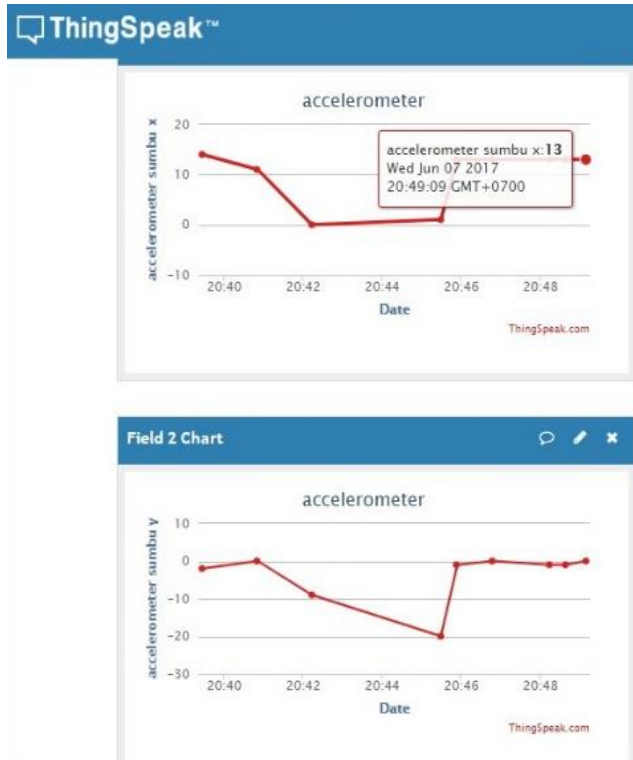 ThingSpeak™
accelerometer
accelerometer sumbu x
20
10
0
-10
accelerometer sumbu x:13
Wed Jun 07 2017
20:49:09 GMT+0700
20:40 20:42 20:44 20:46 20:48
Date
ThingSpeak.com
Field 2 Chart
accelerometer
accelerometer sumbu y
10
0
-10
-20
-30
20:40 20:42 20:44 20:46 20:48
Date
ThingSpeak.com